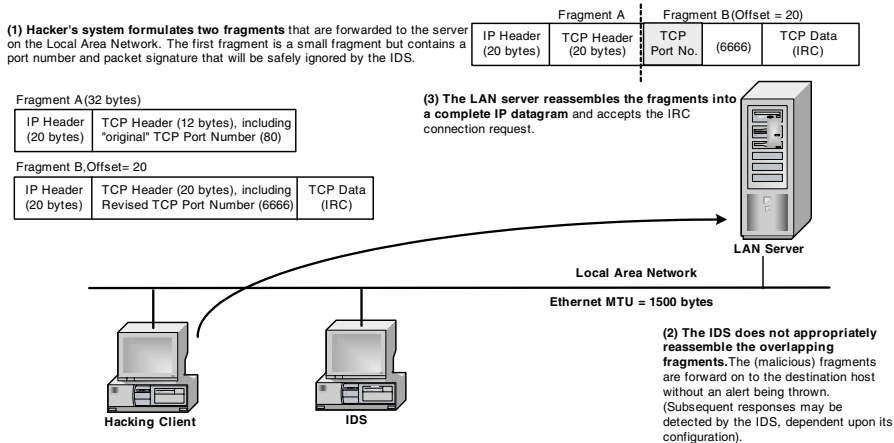 (1) Hacker's system formulates two fragments that are forwarded to the server
on the Local Area Network. The first fragment is a small fragment but contains a
port number and packet signature that will be safely ignored by the IDS.
Fragment A
Fragment B(Offset = 20)
IP Header
(20 bytes)
TCP Header
(20 bytes)
TCP
Port No.
(6666)
TCP Data
(IRC)
Fragment A(32 bytes)
IP Header
(20 bytes)
TCP Header (12 bytes), including
"original" TCP Port Number (80)
Fragment B,Offset= 20
IP Header
(20 bytes)
TCP Header (20 bytes), including
Revised TCP Port Number (6666)
TCP Data
(IRC)
(3) The LAN server reassembles the fragments into
a complete IP datagram and accepts the IRC
connection request.
LAN Server
Local Area Network
Ethernet MTU = 1500 bytes
(2) The IDS does not appropriately
reassemble the overlapping
fragments.The (malicious) fragments
are forward on to the destination host
without an alert being thrown.
(Subsequent responses may be
detected by the IDS, dependent upon its
configuration).
Hacking Client
IDS